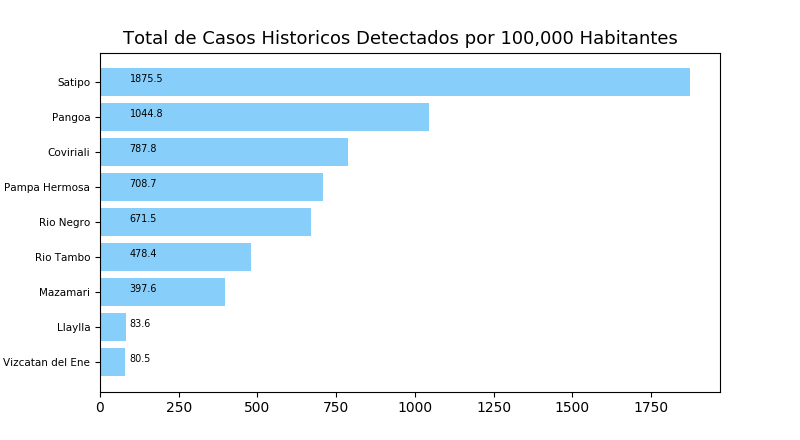 Total de Casos Historicos Detectados por 100,000 Habitantes
Satipo 1875.5
Pangoa 1044.8
Coviriali 787.8
Pampa Hermosa 708.7
Rio Negro 671.5
Rio Tambo 478.4
Mazamari 397.6
Llaylla 83.6
Vizcatan del Ene 80.5
0 250 500 750 1000 1250 1500 1750